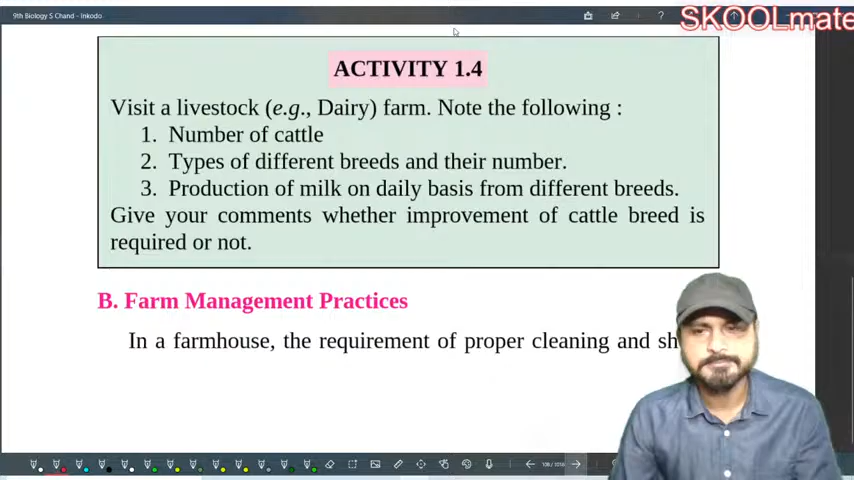 9th Biology S Chand - Inkodo
SKOOLmate
ACTIVITY 1.4
Visit a livestock (e.g., Dairy) farm. Note the following :
1. Number of cattle
2. Types of different breeds and their number.
3. Production of milk on daily basis from different breeds.
Give your comments whether improvement of cattle breed is
required or not.
B. Farm Management Practices
In a farmhouse, the requirement of proper cleaning and sh
108 / 1016